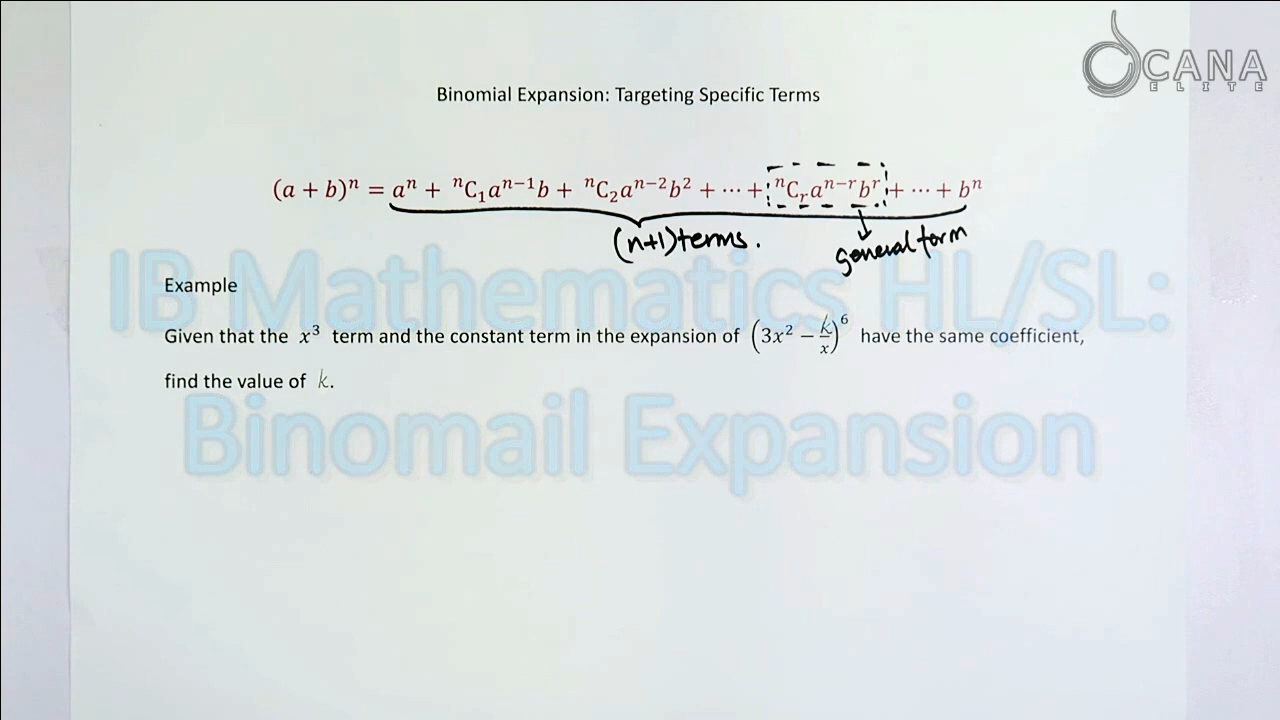 OCANA
ELITE
Binomial Expansion: Targeting Specific Terms
(a + b)ⁿ = aⁿ + ⁿC₁aⁿ⁻¹b + ⁿC₂aⁿ⁻²b² + ⋯ + ⁿCᵣaⁿ⁻ʳbʳ + ⋯ + bⁿ
(n+1) terms.
general form
IB Mathematics HL/SL:
Example
Given that the x³ term and the constant term in the expansion of (3x² − k/x)⁶ have the same coefficient,
find the value of k.
Binomail Expansion